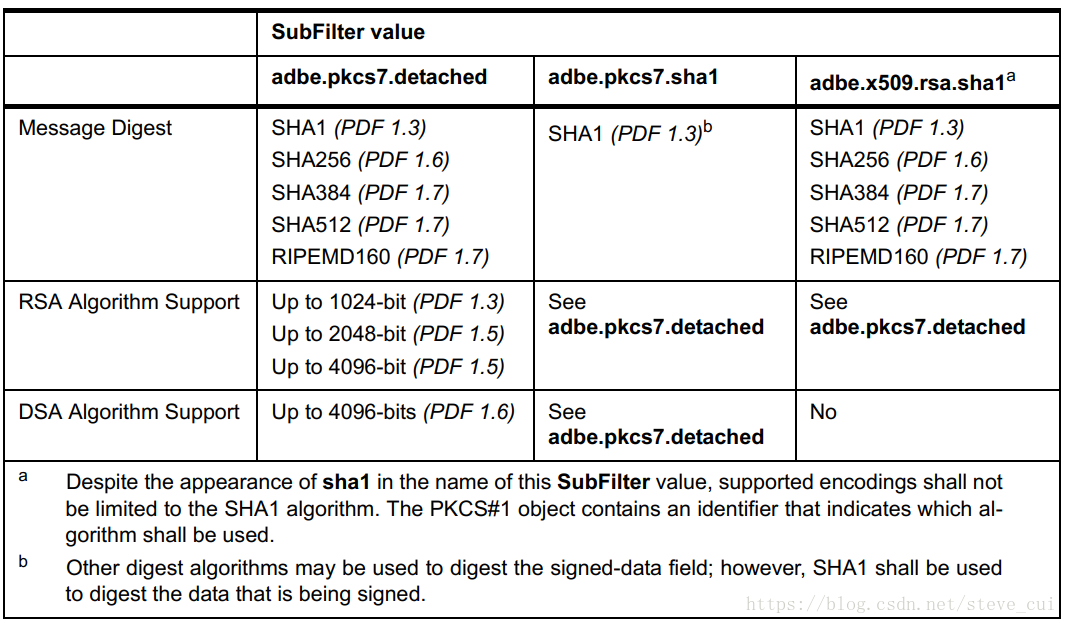 SubFilter value
adbe.pkcs7.detached adbe.pkcs7.sha1 adbe.x509.rsa.sha1a
Message Digest
SHA1 (PDF 1.3)
SHA256 (PDF 1.6)
SHA384 (PDF 1.7)
SHA512 (PDF 1.7)
RIPEMD160 (PDF 1.7)
SHA1 (PDF 1.3)b
SHA1 (PDF 1.3)
SHA256 (PDF 1.6)
SHA384 (PDF 1.7)
SHA512 (PDF 1.7)
RIPEMD160 (PDF 1.7)
RSA Algorithm Support
Up to 1024-bit (PDF 1.3)
Up to 2048-bit (PDF 1.5)
Up to 4096-bit (PDF 1.5)
See
adbe.pkcs7.detached
See
adbe.pkcs7.detached
DSA Algorithm Support
Up to 4096-bits (PDF 1.6)
See
adbe.pkcs7.detached
No
a Despite the appearance of sha1 in the name of this SubFilter value, supported encodings shall not
be limited to the SHA1 algorithm. The PKCS#1 object contains an identifier that indicates which al-
gorithm shall be used.
b Other digest algorithms may be used to digest the signed-data field; however, SHA1 shall be used
to digest the data that is being signed.
https://blog.csdn.net/steve_cui